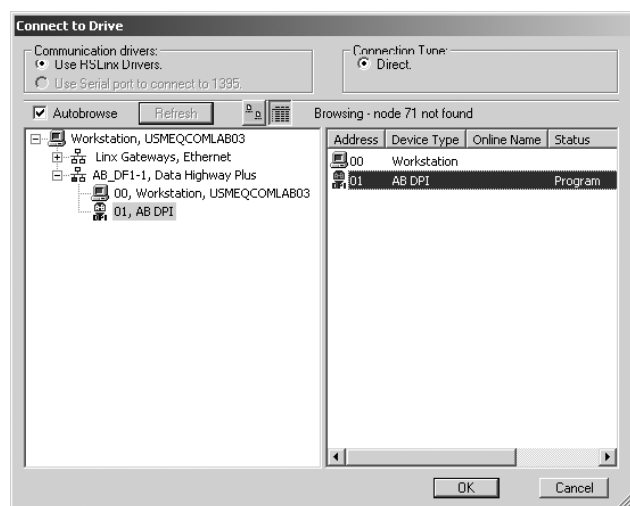 Connect to Drive
Communication drivers:
Use RSLinx Drivers.
Use Serial port to connect to 1395.
Connection Type:
Direct.
Autobrowse
Refresh
Browsing - node 71 not found
Workstation, USMEQCOMLAB03
Linx Gateways, Ethernet
AB_DF1-1, Data Highway Plus
00, Workstation, USMEQCOMLAB03
01, AB DPI
Address Device Type Online Name Status
00 Workstation
01 AB DPI Program
OK Cancel